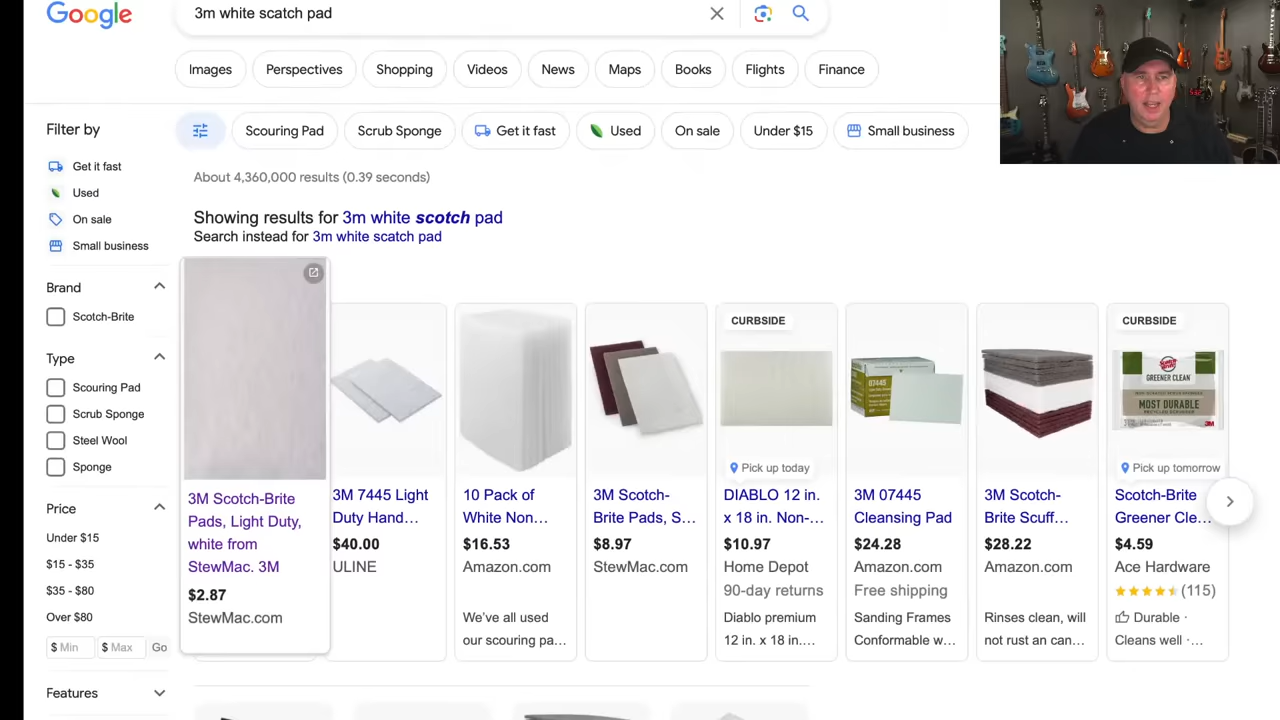 Google
3m white scatch pad
Images
Perspectives
Shopping
Videos
News
Maps
Books
Flights
Finance
Filter by
Get it fast
Used
On sale
Small business
Brand
Scotch-Brite
Type
Scouring Pad
Scrub Sponge
Steel Wool
Sponge
Price
Under $15
$15 - $35
$35 - $80
Over $80
$ Min
$ Max
Go
Features
Scouring Pad
Scrub Sponge
Get it fast
Used
On sale
Under $15
Small business
About 4,360,000 results (0.39 seconds)
Showing results for 3m white scotch pad
Search instead for 3m white scatch pad
3M Scotch-Brite
Pads, Light Duty,
white from
StewMac. 3M
$2.87
StewMac.com
3M 7445 Light
Duty Hand...
$40.00
ULINE
10 Pack of
White Non...
$16.53
Amazon.com
We've all used
our scouring pa...
3M Scotch-
Brite Pads, S...
$8.97
StewMac.com
CURBSIDE
Pick up today
DIABLO 12 in.
x 18 in. Non-...
$10.97
Home Depot
90-day returns
Diablo premium
12 in. x 18 in....
07445
3M 07445
Cleansing Pad
$24.28
Amazon.com
Free shipping
Sanding Frames
Conformable w...
3M Scotch-
Brite Scuff...
$28.22
Amazon.com
Rinses clean, will
not rust an can...
CURBSIDE
Scotch-Brite
GREENER CLEAN
MOST DURABLE
3M
Pick up tomorrow
Scotch-Brite
Greener Cle...
$4.59
Ace Hardware
(115)
Durable ·
Cleans well ·...